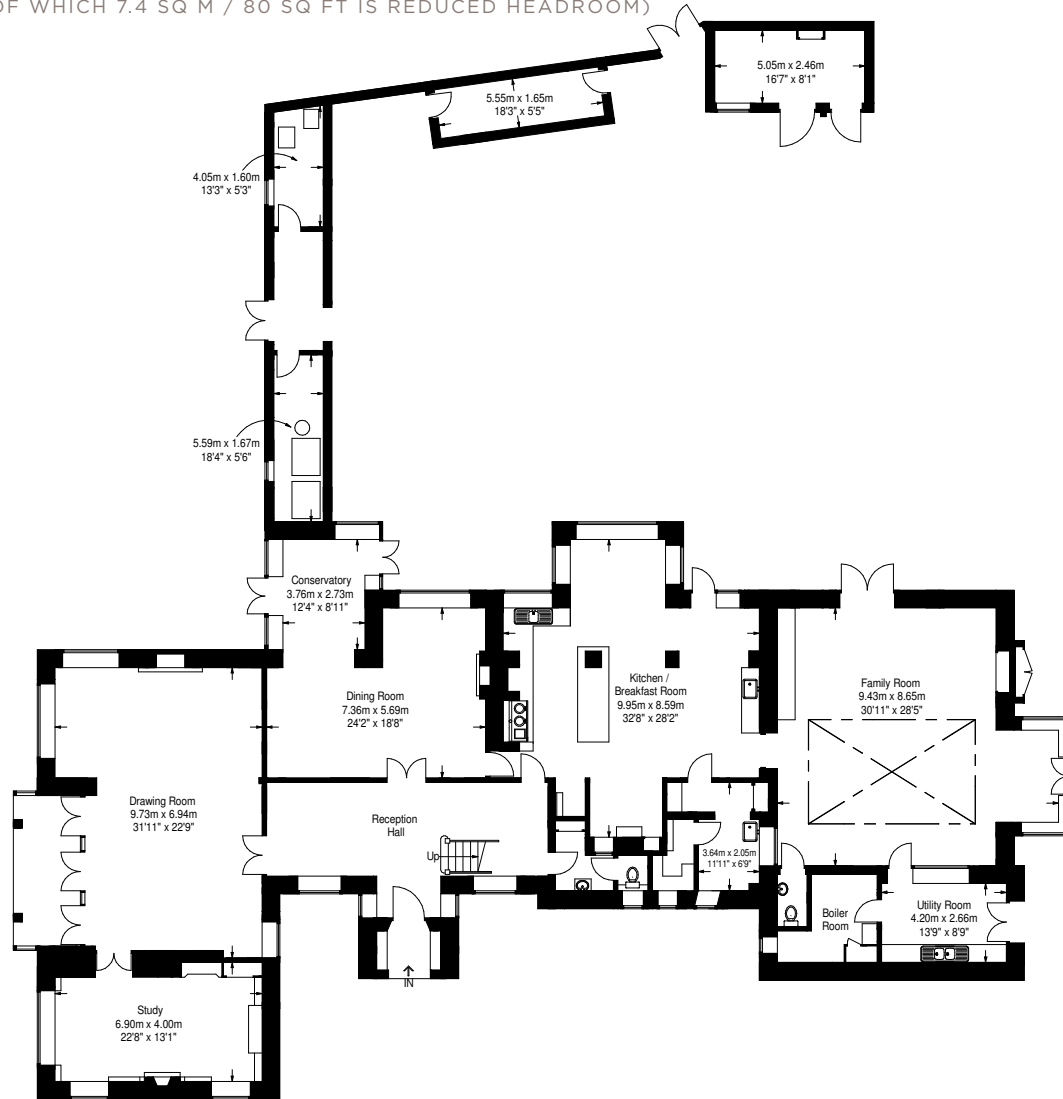 OF WHICH 7.4 SQ M / 80 SQ FT IS REDUCED HEADROOM)
5.05m x 2.46m
16'7" x 8'1"
5.55m x 1.65m
18'3" x 5'5"
4.05m x 1.60m
13'3" x 5'3"
5.59m x 1.67m
18'4" x 5'6"
Conservatory
3.76m x 2.73m
12'4" x 8'11"
Dining Room
7.36m x 5.69m
24'2" x 18'8"
Kitchen /
Breakfast Room
9.95m x 8.59m
32'8" x 28'2"
Family Room
9.43m x 8.65m
30'11" x 28'5"
Drawing Room
9.73m x 6.94m
31'11" x 22'9"
Reception
Hall
Up
3.64m x 2.05m
11'11" x 6'9"
Boiler
Room
Utility Room
4.20m x 2.66m
13'9" x 8'9"
IN
Study
6.90m x 4.00m
22'8" x 13'1"